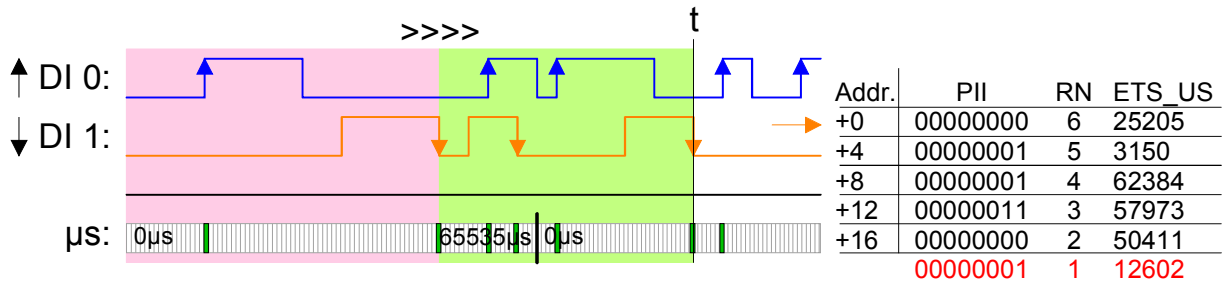 >>>>
t
↑ DI 0:
↓ DI 1:
µs: 0µs 65535µs 0µs
Addr. PII RN ETS_US
+0 00000000 6 25205
+4 00000001 5 3150
+8 00000001 4 62384
+12 00000011 3 57973
+16 00000000 2 50411
00000001 1 12602